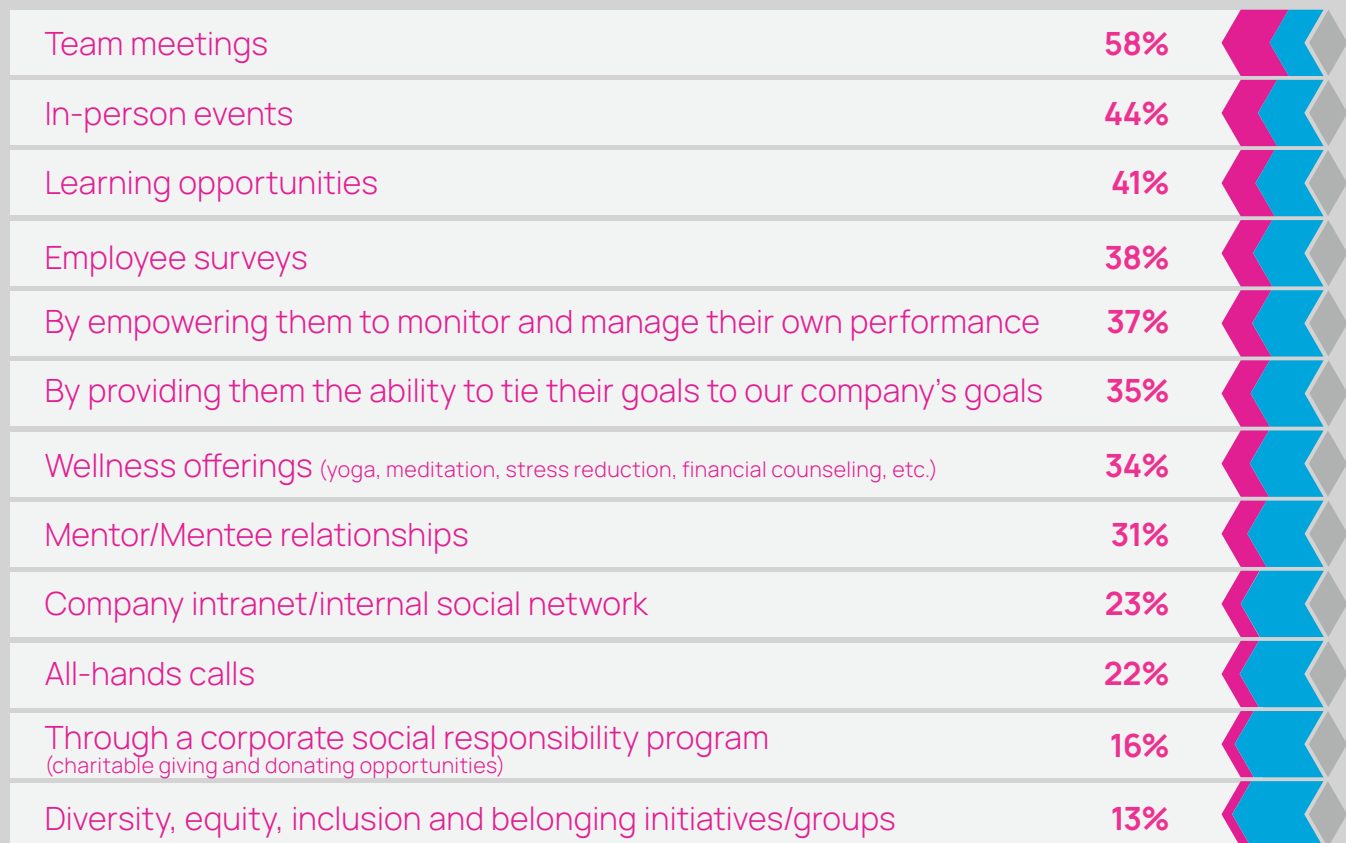 Team meetings 58%
In-person events 44%
Learning opportunities 41%
Employee surveys 38%
By empowering them to monitor and manage their own performance 37%
By providing them the ability to tie their goals to our company’s goals 35%
Wellness offerings (yoga, meditation, stress reduction, financial counseling, etc.) 34%
Mentor/Mentee relationships 31%
Company intranet/internal social network 23%
All-hands calls 22%
Through a corporate social responsibility program 16%
(charitable giving and donating opportunities)
Diversity, equity, inclusion and belonging initiatives/groups 13%